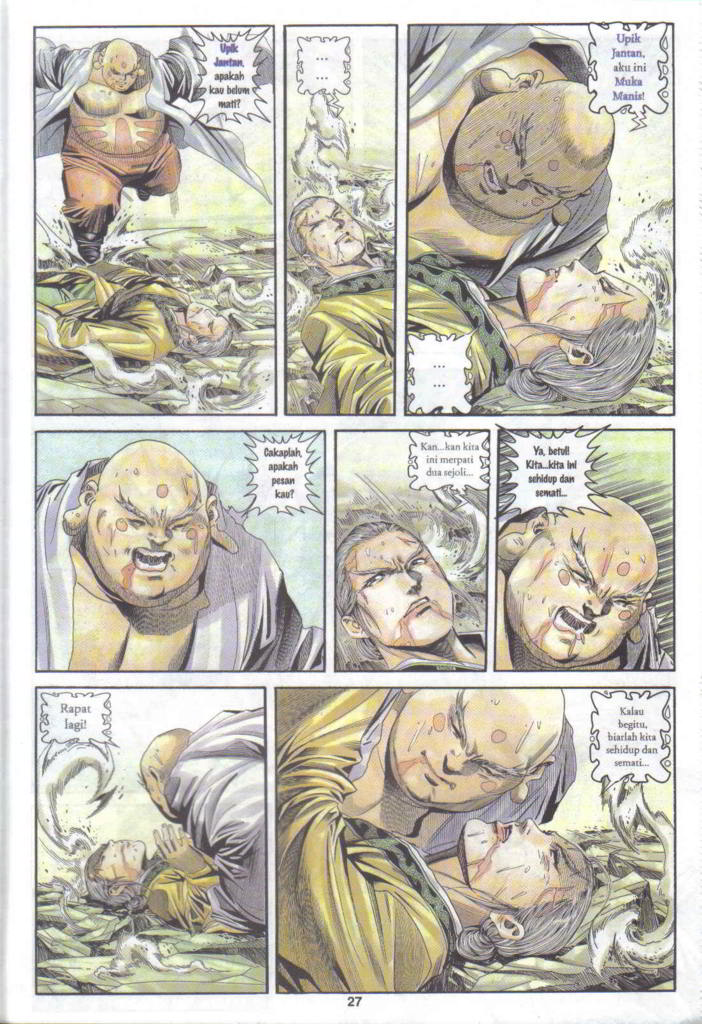 Upik
Jantan,
apakah
kau belum
mati?
...
...
Upik
Jantan,
aku ini
Muka
Manis!
...
...
Cakaplah,
apakah
pesan
kau?
Kan...kan kita
ini merpati
dua sejoli...
Ya, betul!
Kita...kita ini
sehidup dan
semati...
Rapat
lagi!
Kalau
begitu,
biarlah kita
sehidup dan
semati...
27